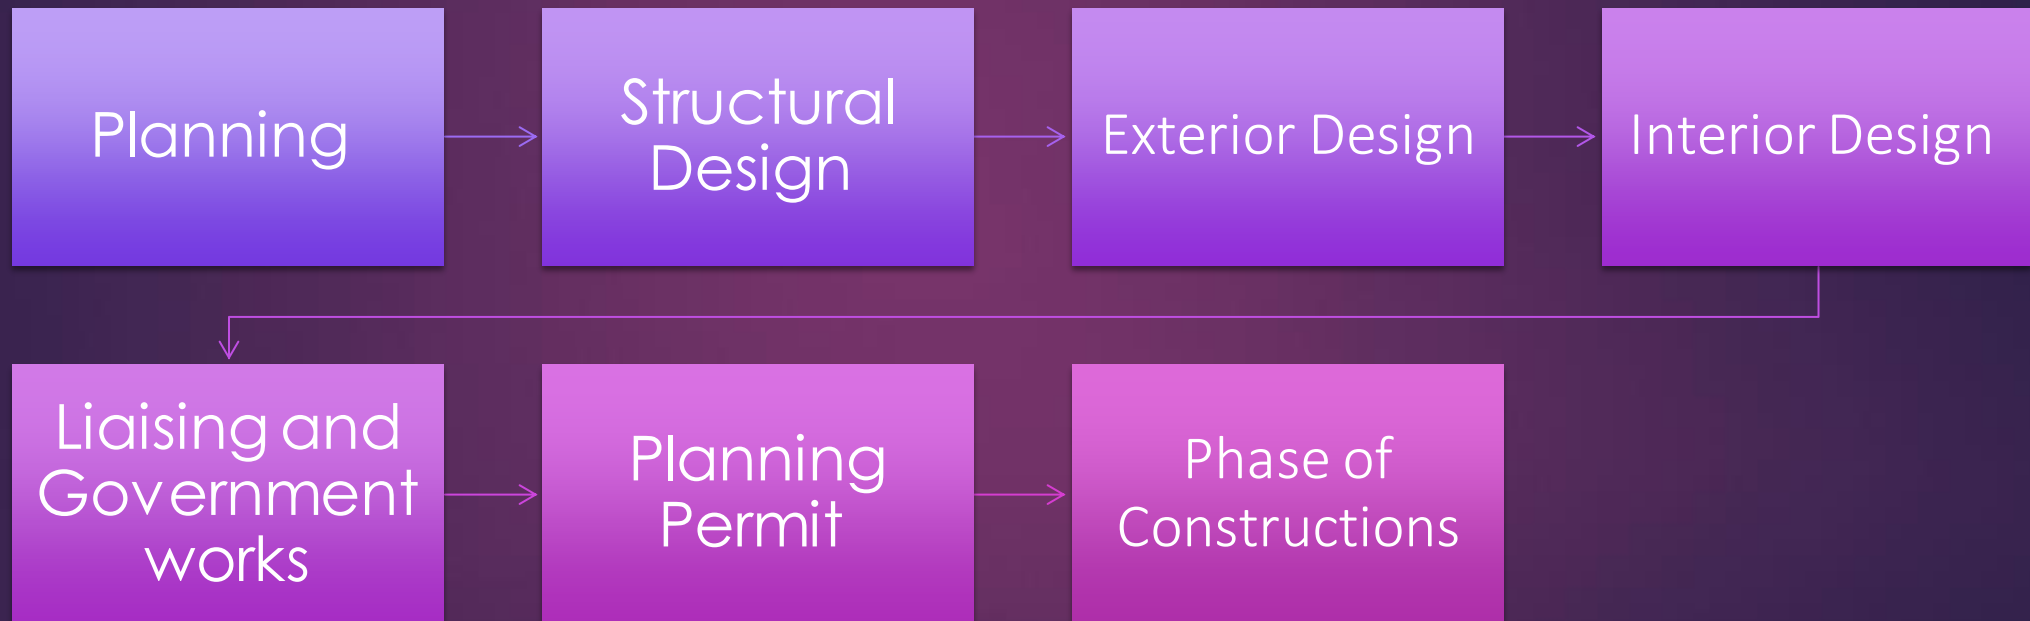 Planning
Structural
Design
Exterior Design
Interior Design
Liaising and
Government
works
Planning
Permit
Phase of
Constructions